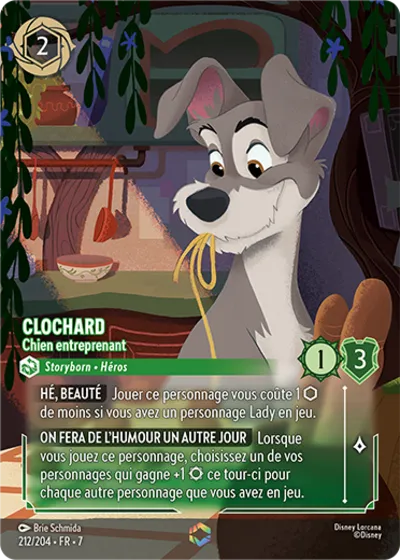 2
CLOCHARD
Chien entreprenant
Storyborn • Héros
1 3
HÉ, BEAUTÉ Jouer ce personnage vous coûte 1
de moins si vous avez un personnage Lady en jeu.
ON FERA DE L'HUMOUR UN AUTRE JOUR Lorsque
vous jouez ce personnage, choisissez un de vos
personnages qui gagne +1 ce tour-ci pour
chaque autre personnage que vous avez en jeu.
Brie Schmida
212/204 • FR • 7
Disney Lorcana
©Disney